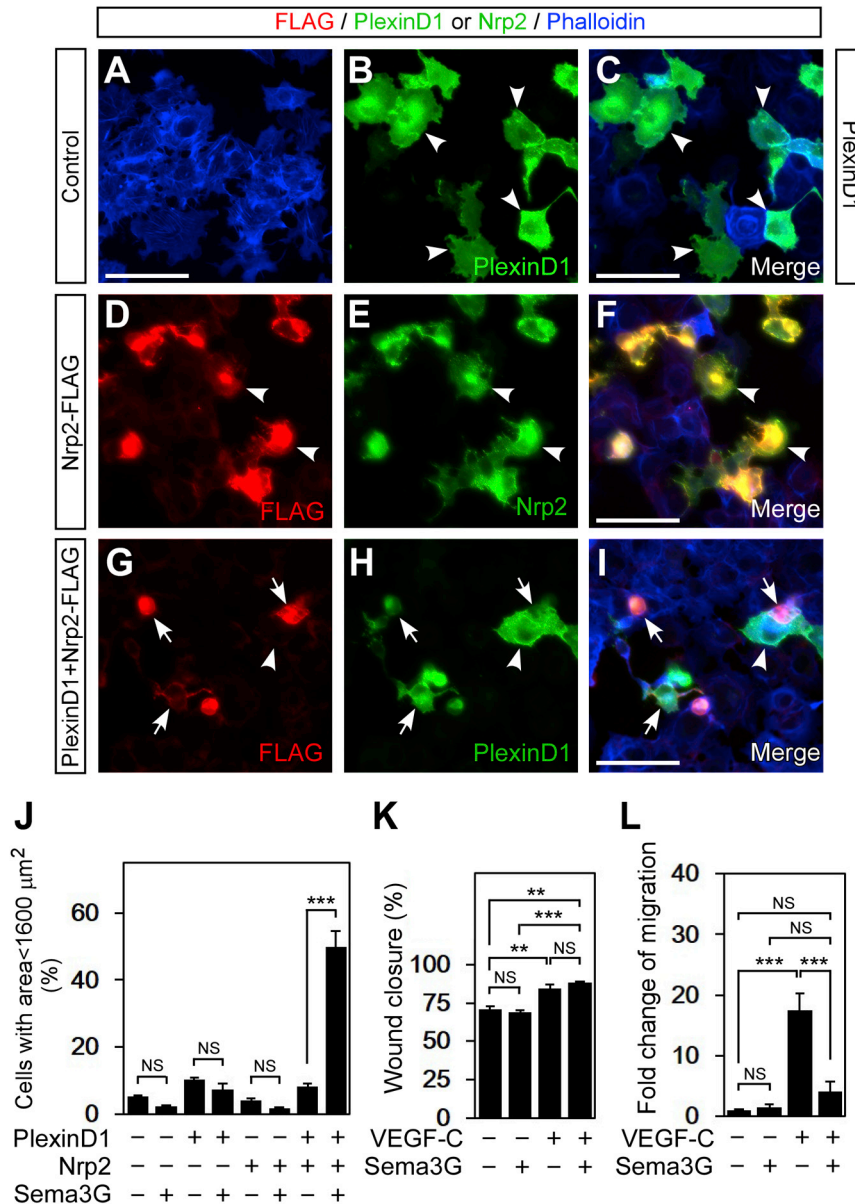 FLAG / PlexinD1 or Nrp2 / Phalloidin
Control
A
B
PlexinD1
C
Merge
PlexinD1
Nrp2-FLAG
D
FLAG
E
Nrp2
F
Merge
PlexinD1+Nrp2-FLAG
G
FLAG
H
PlexinD1
I
Merge
J
Cells with area<1600 μm²
(%)
60
40
20
0
NS
NS
NS
***
PlexinD1 − − + + − − + +
Nrp2 − − − − + + + +
Sema3G − + − + − + − +
K
Wound closure (%)
100
75
50
25
0
**
***
**
NS
NS
VEGF-C − − + +
Sema3G − + − +
L
Fold change of migration
40
30
20
10
0
NS
NS
***
***
NS
VEGF-C − − + +
Sema3G − + − +